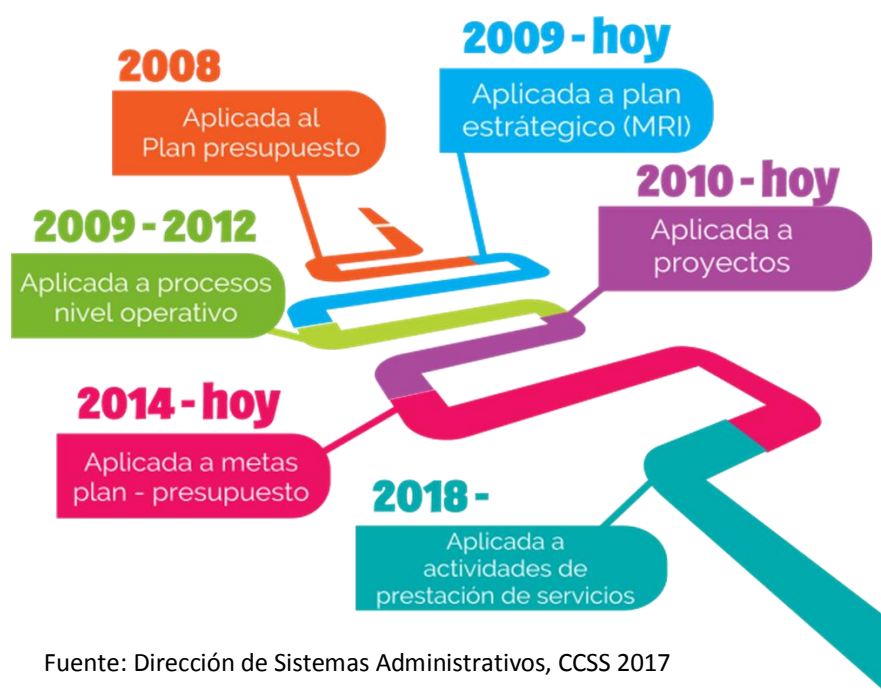 2008
Aplicada al
Plan presupuesto
2009 - hoy
Aplicada a plan
estrátegico (MRI)
2009 - 2012
Aplicada a procesos
nivel operativo
2010 - hoy
Aplicada a
proyectos
2014 - hoy
Aplicada a metas
plan - presupuesto
2018 -
Aplicada a
actividades de
prestación de servicios
Fuente: Dirección de Sistemas Administrativos, CCSS 2017